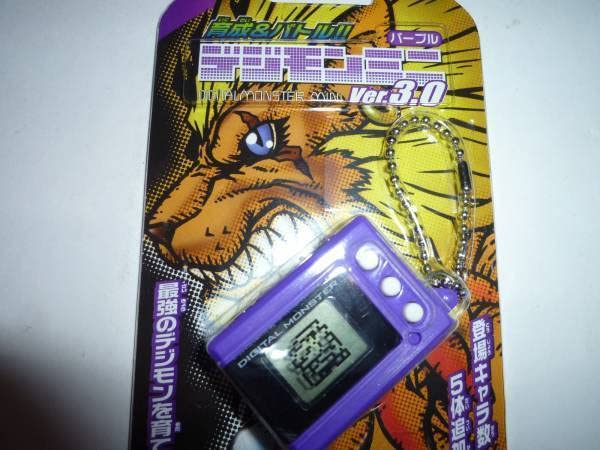 育成&バトル!!
パープル
デジモンミニ
DIGITAL MONSTER MINI
Ver.3.0
DIGITAL MONSTER
最強のデジモンを育て
登場キャラ数
5体追加